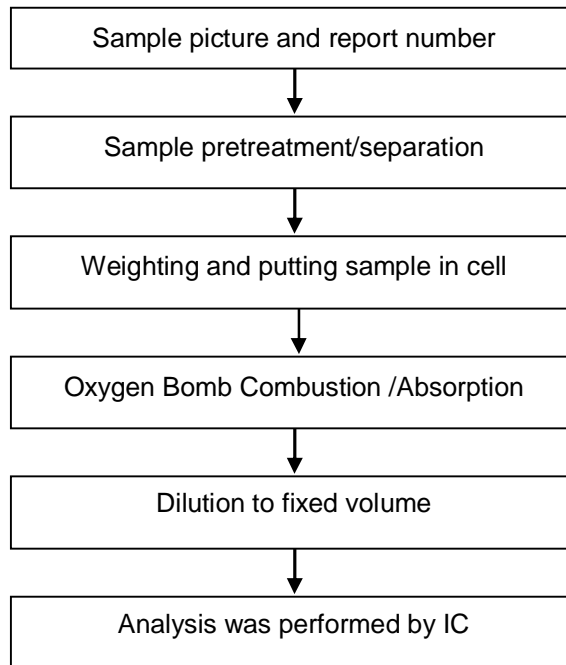 Sample picture and report number
Sample pretreatment/separation
Weighting and putting sample in cell
Oxygen Bomb Combustion /Absorption
Dilution to fixed volume
Analysis was performed by IC